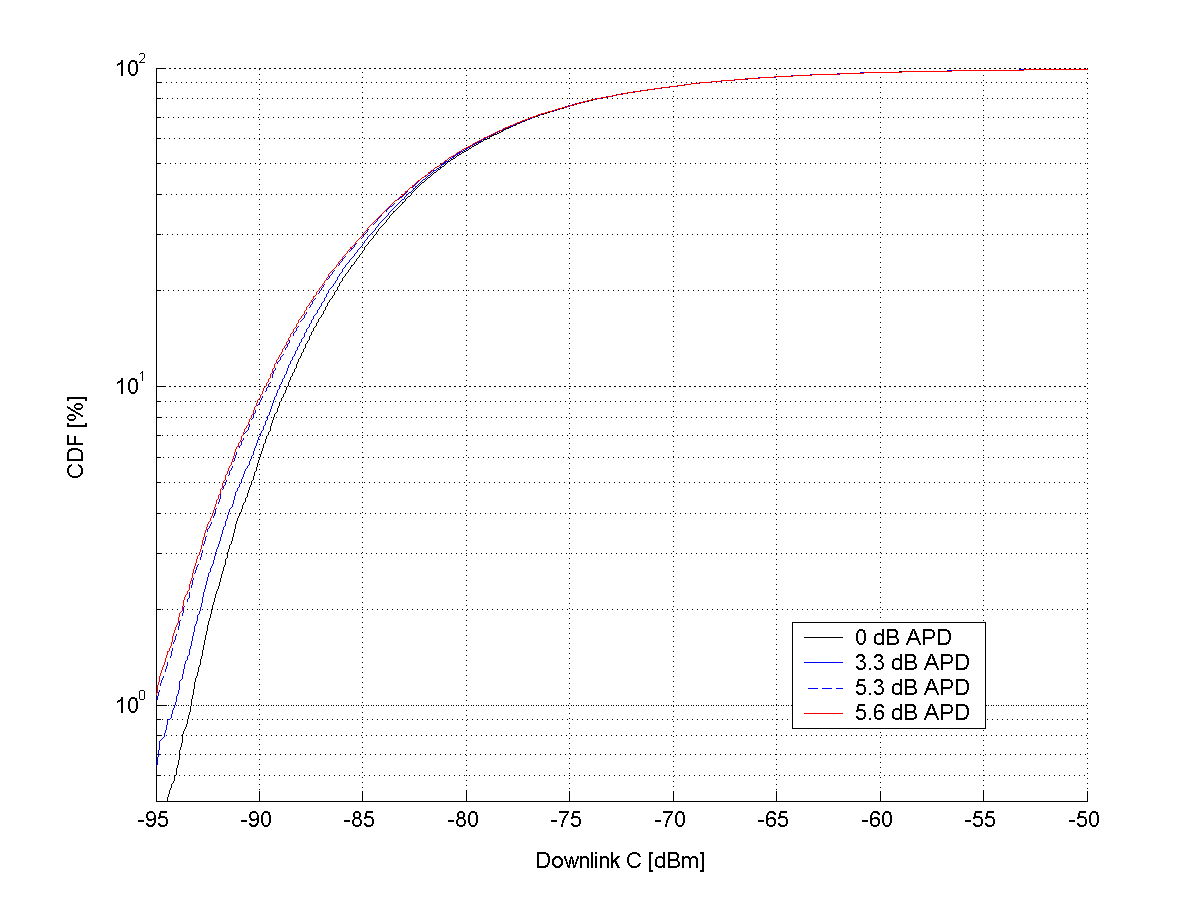 10²
10¹
10⁰
CDF [%]
0 dB APD
3.3 dB APD
5.3 dB APD
5.6 dB APD
-95 -90 -85 -80 -75 -70 -65 -60 -55 -50
Downlink C [dBm]